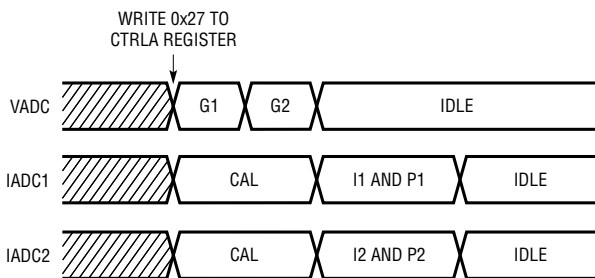 WRITE 0x27 TO
CTRLA REGISTER
VADC G1 G2 IDLE
IADC1 CAL I1 AND P1 IDLE
IADC2 CAL I2 AND P2 IDLE